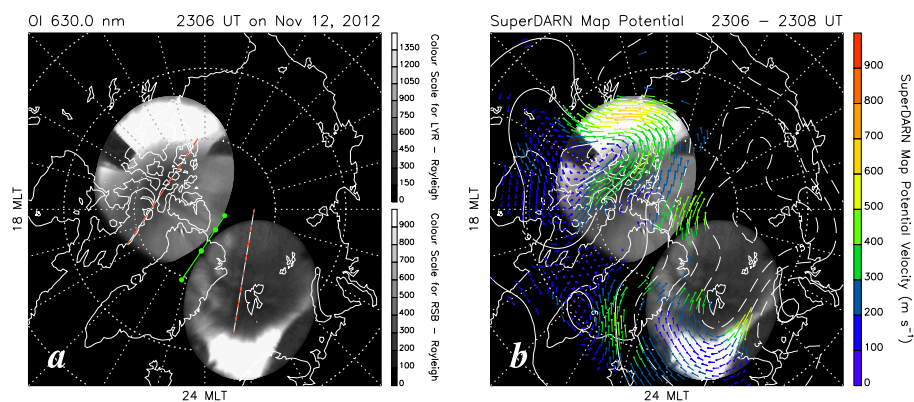 OI 630.0 nm 2306 UT on Nov 12, 2012
18 MLT
24 MLT
a
1350
1200
1050
900
750
600
450
300
150
Colour Scale for LYR – Rayleigh
900
800
700
600
500
400
300
200
100
0
Colour Scale for RSB – Rayleigh
SuperDARN Map Potential 2306 – 2308 UT
18 MLT
24 MLT
b
900
800
700
600
500
400
300
200
100
0
SuperDARN Map Potential Velocity (m s⁻¹)